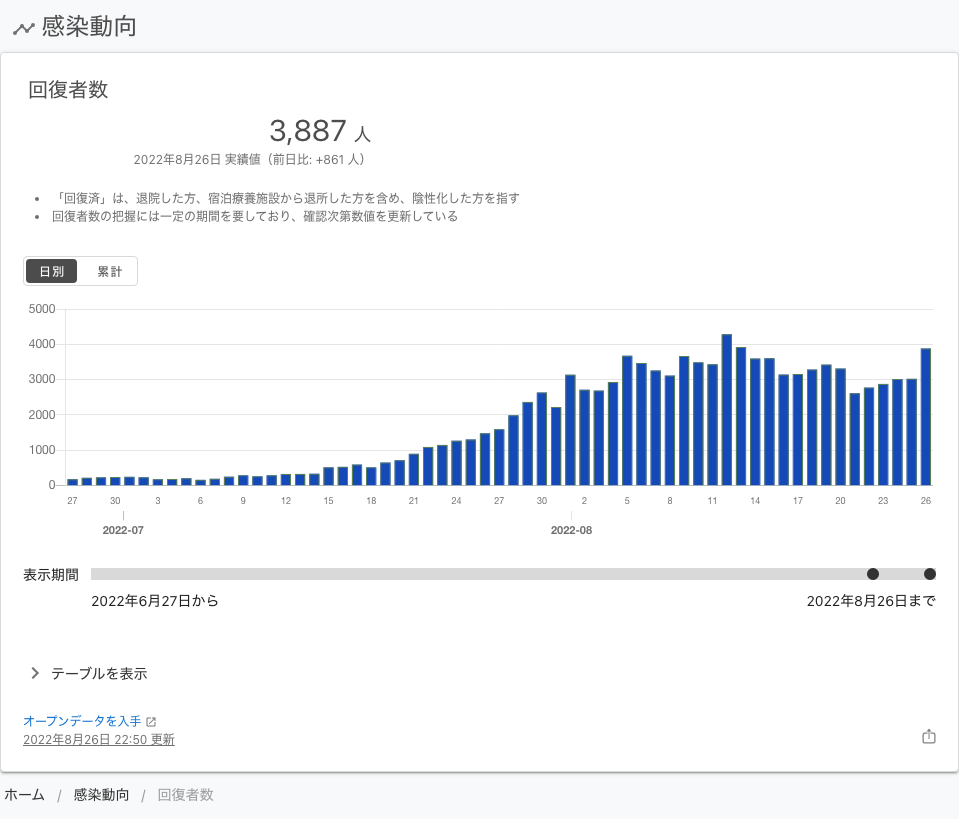 感染動向
回復者数
3,887 人
2022年8月26日 実績値（前日比: +861 人）
• 「回復済」は、退院した方、宿泊療養施設から退所した方を含め、陰性化した方を指す
• 回復者数の把握には一定の期間を要しており、確認次第数値を更新している
日別 累計
5000
4000
3000
2000
1000
0
27 30 3 6 9 12 15 18 21 24 27 30 2 5 8 11 14 17 20 23 26
2022-07 2022-08
表示期間
2022年6月27日から 2022年8月26日まで
テーブルを表示
オープンデータを入手
2022年8月26日 22:50 更新
ホーム / 感染動向 / 回復者数